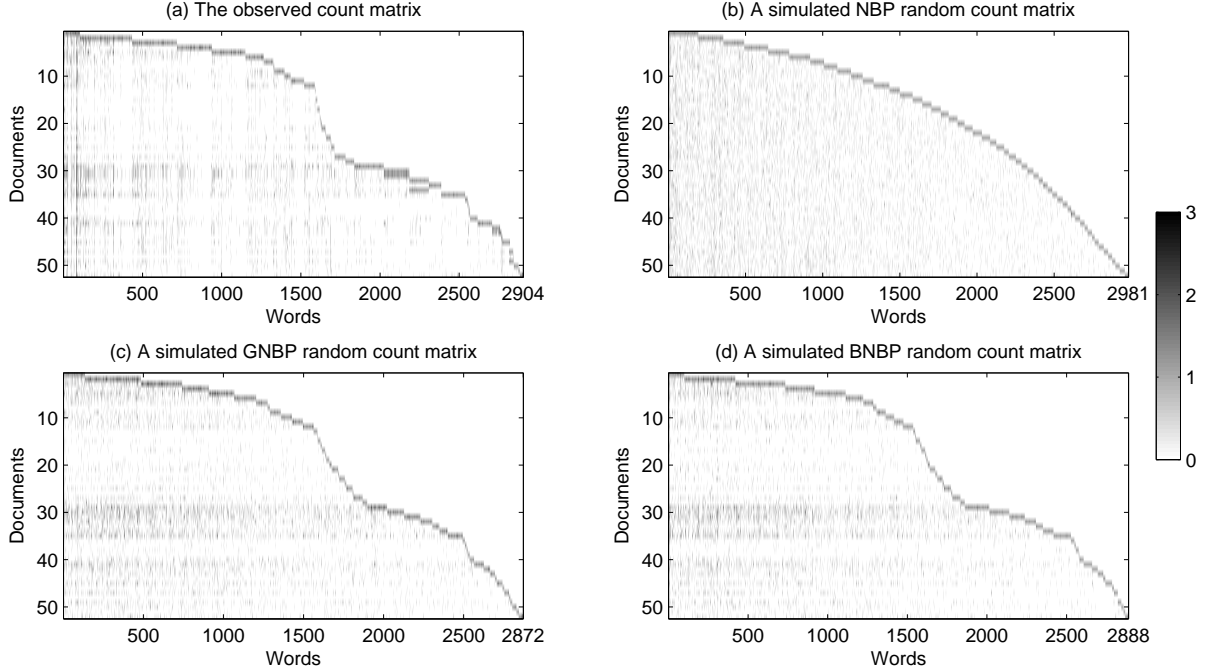 (a) The observed count matrix
Documents
10
20
30
40
50
500 1000 1500 2000 2500 2904
Words
(b) A simulated NBP random count matrix
Documents
10
20
30
40
50
500 1000 1500 2000 2500 2981
Words
(c) A simulated GNBP random count matrix
Documents
10
20
30
40
50
500 1000 1500 2000 2500 2872
Words
(d) A simulated BNBP random count matrix
Documents
10
20
30
40
50
500 1000 1500 2000 2500 2888
Words
3
2
1
0